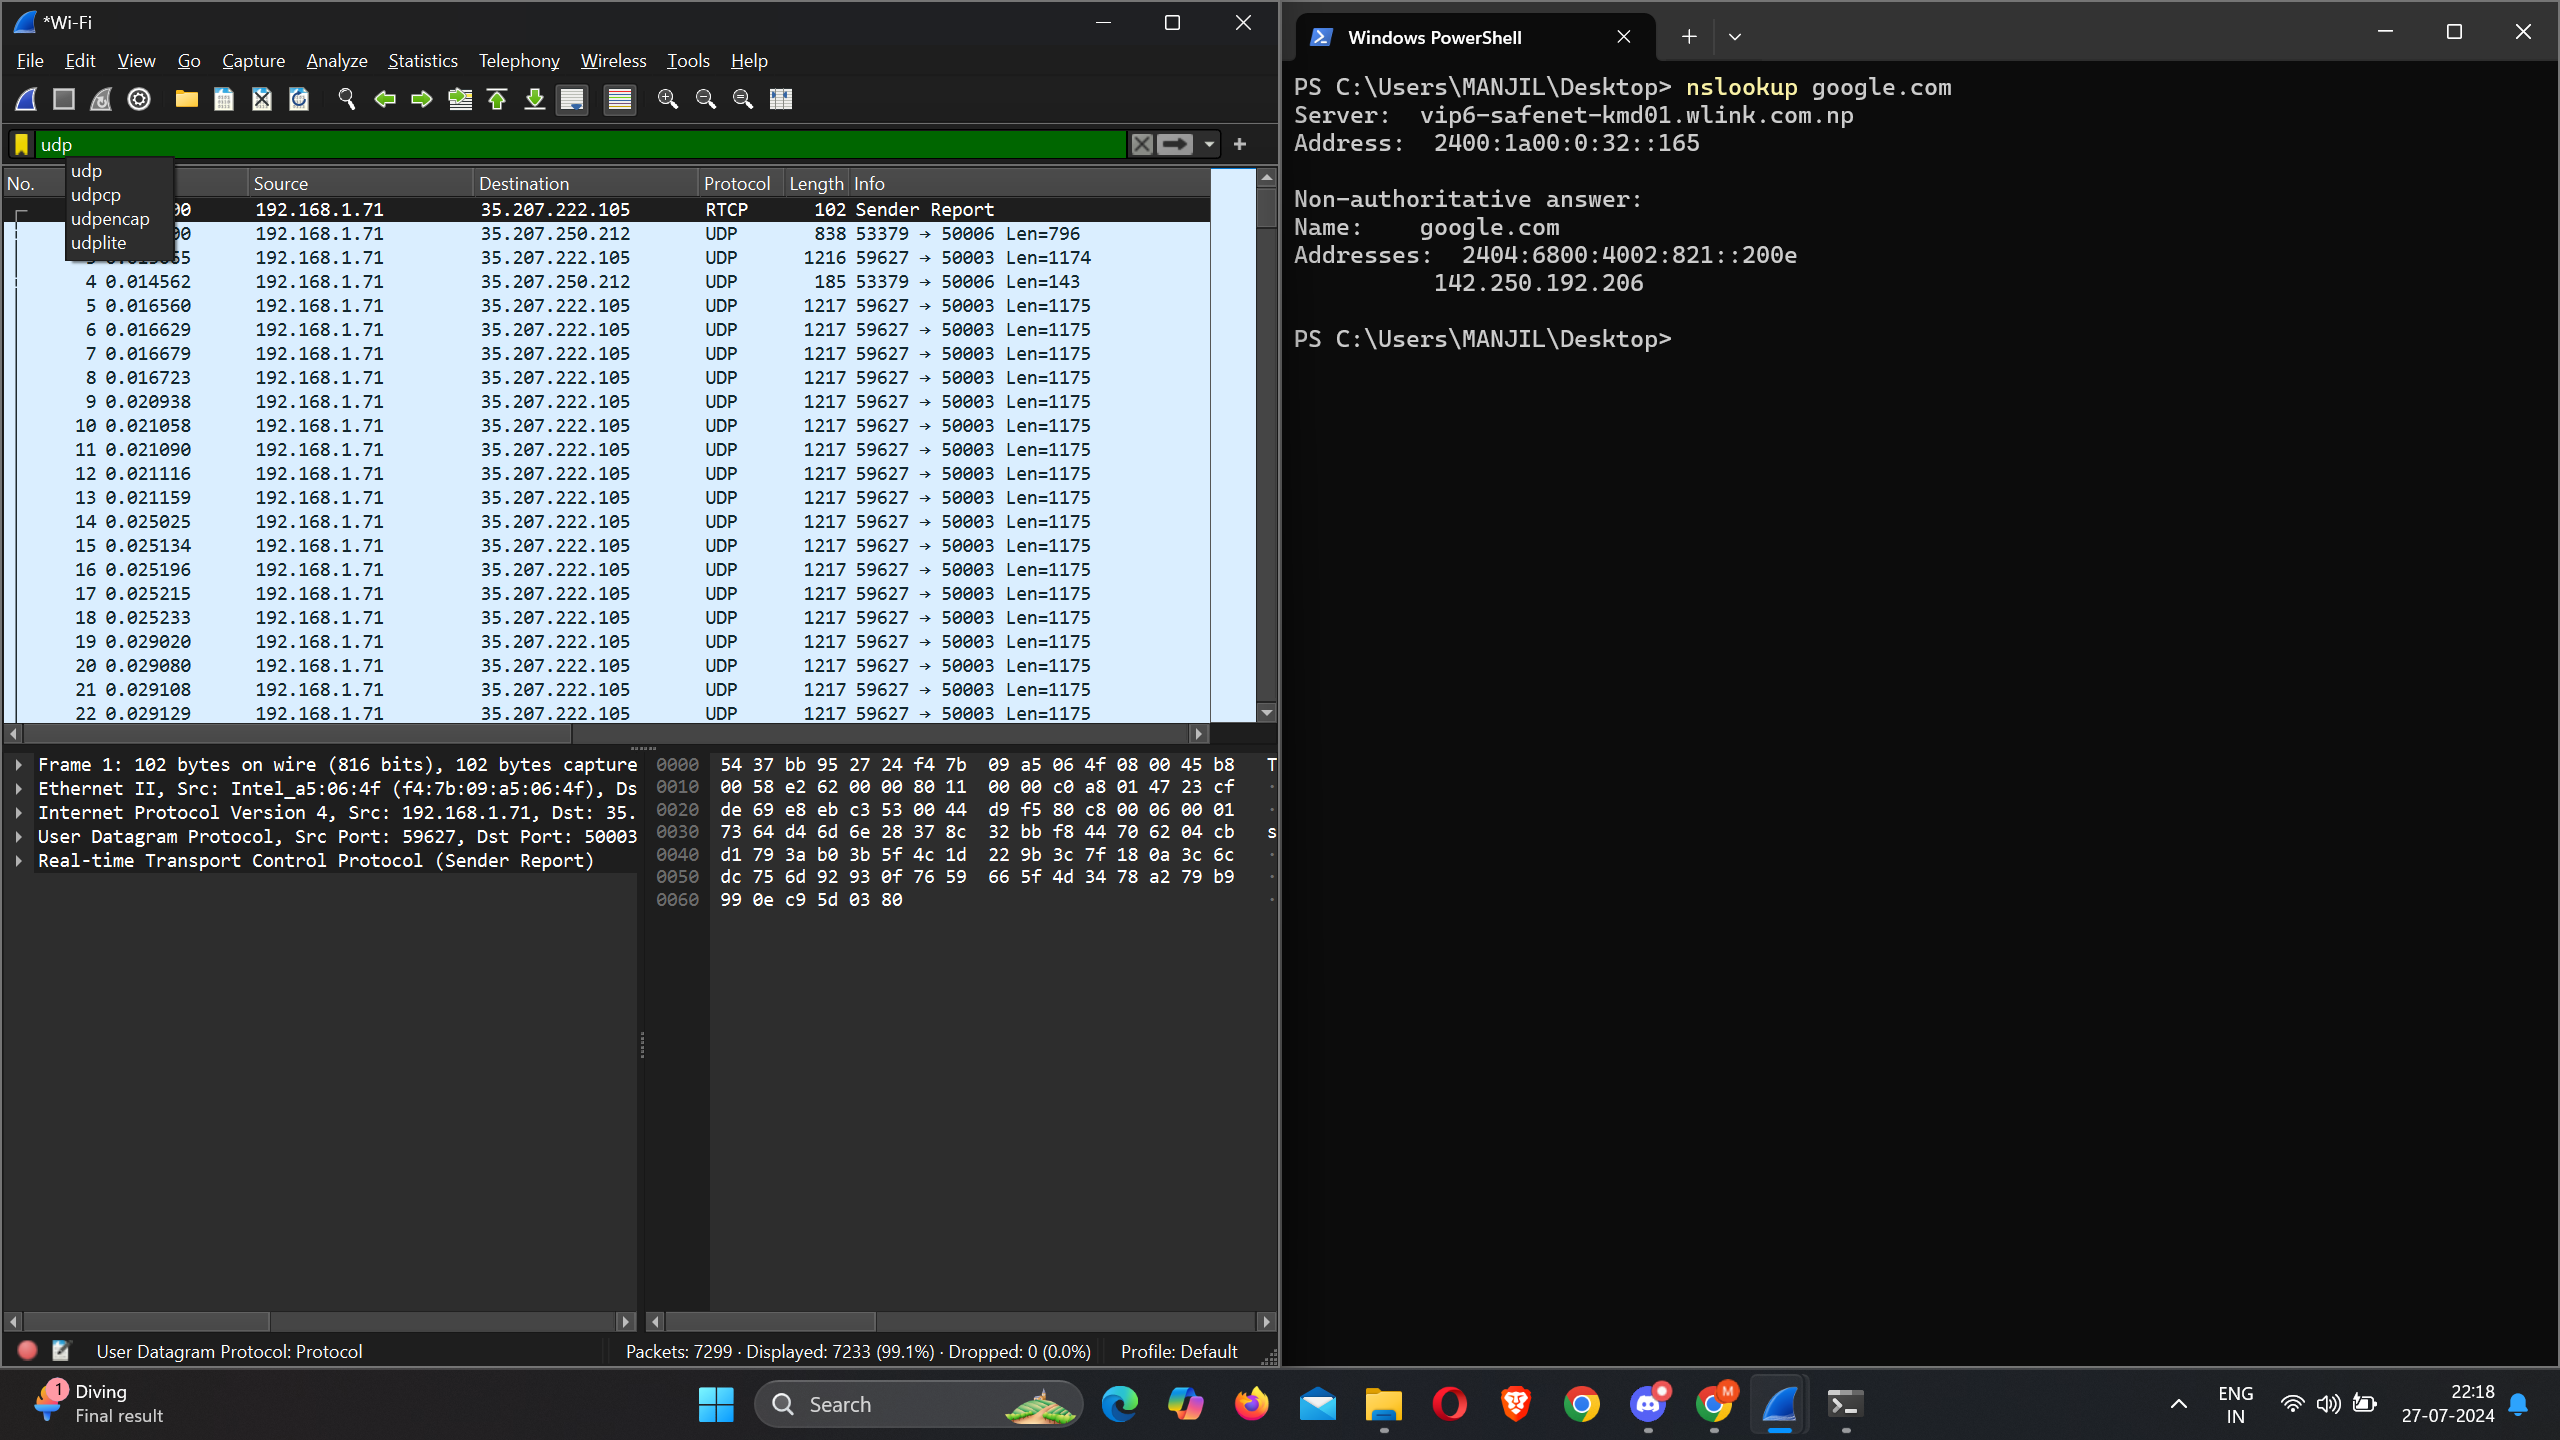 *Wi-Fi
File Edit View Go Capture Analyze Statistics Telephony Wireless Tools Help
udp
udp
udpcp
udpencap
udplite
No. Source Destination Protocol Length Info
00 192.168.1.71 35.207.222.105 RTCP 102 Sender Report
00 192.168.1.71 35.207.250.212 UDP 838 53379 → 50006 Len=796
192.168.1.71 35.207.222.105 UDP 1216 59627 → 50003 Len=1174
4 0.014562 192.168.1.71 35.207.250.212 UDP 185 53379 → 50006 Len=143
5 0.016560 192.168.1.71 35.207.222.105 UDP 1217 59627 → 50003 Len=1175
6 0.016629 192.168.1.71 35.207.222.105 UDP 1217 59627 → 50003 Len=1175
7 0.016679 192.168.1.71 35.207.222.105 UDP 1217 59627 → 50003 Len=1175
8 0.016723 192.168.1.71 35.207.222.105 UDP 1217 59627 → 50003 Len=1175
9 0.020938 192.168.1.71 35.207.222.105 UDP 1217 59627 → 50003 Len=1175
10 0.021058 192.168.1.71 35.207.222.105 UDP 1217 59627 → 50003 Len=1175
11 0.021090 192.168.1.71 35.207.222.105 UDP 1217 59627 → 50003 Len=1175
12 0.021116 192.168.1.71 35.207.222.105 UDP 1217 59627 → 50003 Len=1175
13 0.021159 192.168.1.71 35.207.222.105 UDP 1217 59627 → 50003 Len=1175
14 0.025025 192.168.1.71 35.207.222.105 UDP 1217 59627 → 50003 Len=1175
15 0.025134 192.168.1.71 35.207.222.105 UDP 1217 59627 → 50003 Len=1175
16 0.025196 192.168.1.71 35.207.222.105 UDP 1217 59627 → 50003 Len=1175
17 0.025215 192.168.1.71 35.207.222.105 UDP 1217 59627 → 50003 Len=1175
18 0.025233 192.168.1.71 35.207.222.105 UDP 1217 59627 → 50003 Len=1175
19 0.029020 192.168.1.71 35.207.222.105 UDP 1217 59627 → 50003 Len=1175
20 0.029080 192.168.1.71 35.207.222.105 UDP 1217 59627 → 50003 Len=1175
21 0.029108 192.168.1.71 35.207.222.105 UDP 1217 59627 → 50003 Len=1175
22 0.029129 192.168.1.71 35.207.222.105 UDP 1217 59627 → 50003 Len=1175
Frame 1: 102 bytes on wire (816 bits), 102 bytes capture
Ethernet II, Src: Intel_a5:06:4f (f4:7b:09:a5:06:4f), Ds
Internet Protocol Version 4, Src: 192.168.1.71, Dst: 35.
User Datagram Protocol, Src Port: 59627, Dst Port: 50003
Real-time Transport Control Protocol (Sender Report)
0000 54 37 bb 95 27 24 f4 7b 09 a5 06 4f 08 00 45 b8 T
0010 00 58 e2 62 00 00 80 11 00 00 c0 a8 01 47 23 cf ·
0020 de 69 e8 eb c3 53 00 44 d9 f5 80 c8 00 06 00 01 ·
0030 73 64 d4 6d 6e 28 37 8c 32 bb f8 44 70 62 04 cb s
0040 d1 79 3a b0 3b 5f 4c 1d 22 9b 3c 7f 18 0a 3c 6c ·
0050 dc 75 6d 92 93 0f 76 59 66 5f 4d 34 78 a2 79 b9 ·
0060 99 0e c9 5d 03 80 ·
User Datagram Protocol: Protocol Packets: 7299 · Displayed: 7233 (99.1%) · Dropped: 0 (0.0%) Profile: Default
Windows PowerShell
PS C:\Users\MANJIL\Desktop> nslookup google.com
Server: vip6-safenet-kmd01.wlink.com.np
Address: 2400:1a00:0:32::165
Non-authoritative answer:
Name: google.com
Addresses: 2404:6800:4002:821::200e
142.250.192.206
PS C:\Users\MANJIL\Desktop>
1
Diving
Final result
Search
M
ENG
IN
22:18
27-07-2024